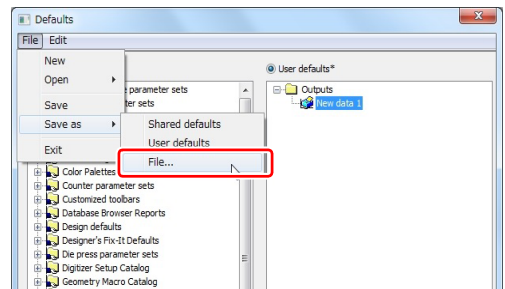 Defaults
File Edit
New
Open
Save
Save as
Exit
Shared defaults
User defaults
File...
parameter sets
ter sets
Color Palettes
Counter parameter sets
Customized toolbars
Database Browser Reports
Design defaults
Designer's Fix-It Defaults
Die press parameter sets
Digitizer Setup Catalog
Geometry Macro Catalog
User defaults*
Outputs
New data 1